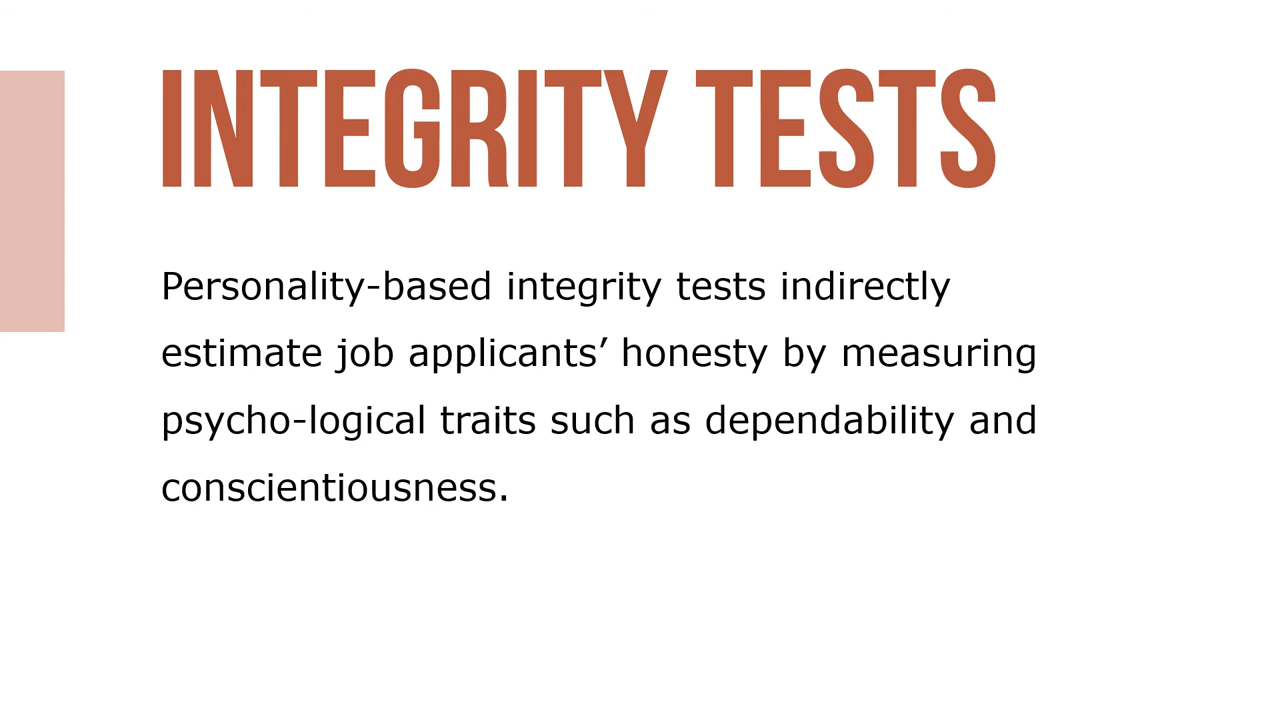 INTEGRITY TESTS
Personality-based integrity tests indirectly
estimate job applicants’ honesty by measuring
psycho-logical traits such as dependability and
conscientiousness.